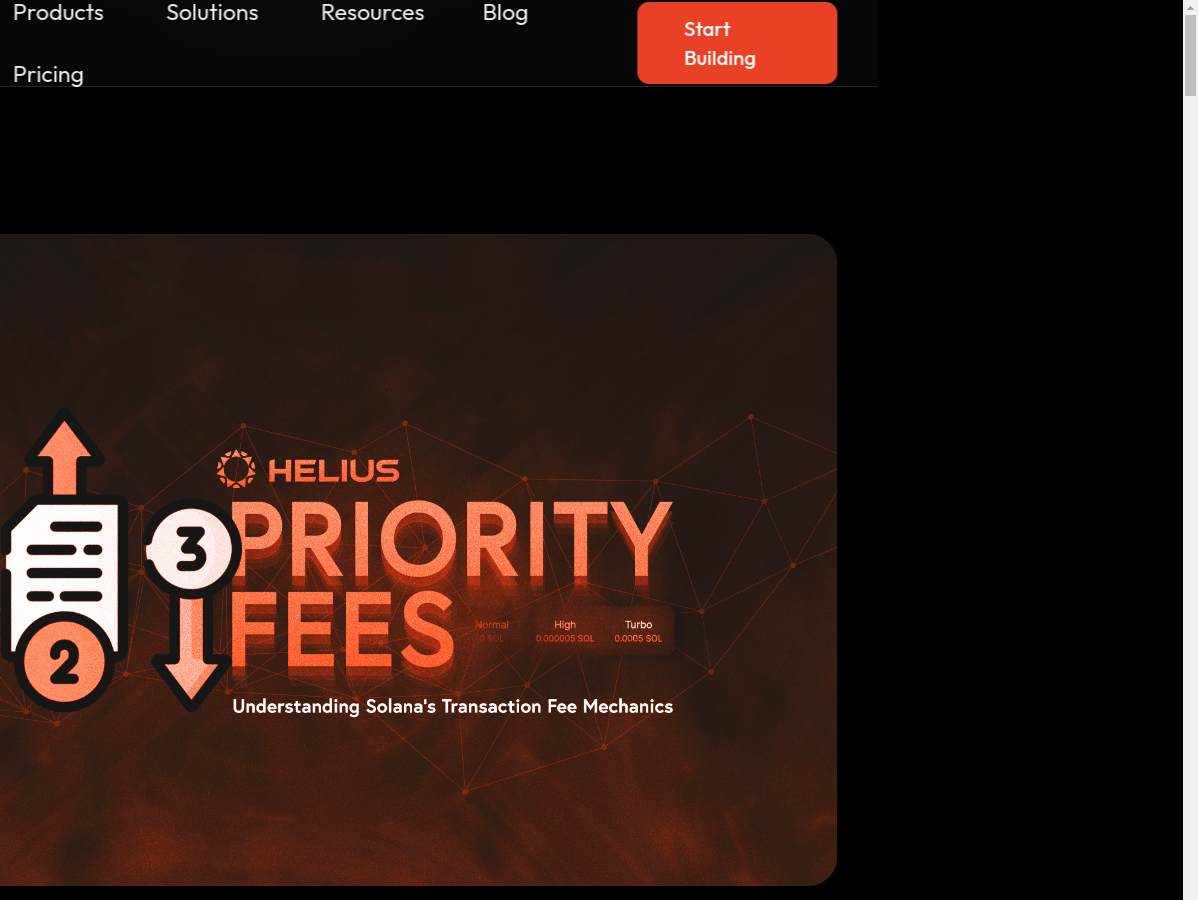 Products Solutions Resources Blog
Start
Building
Pricing
HELIUS
PRIORITY
FEES
Normal High Turbo
0 SOL 0.000005 SOL 0.0005 SOL
Understanding Solana's Transaction Fee Mechanics
3
2